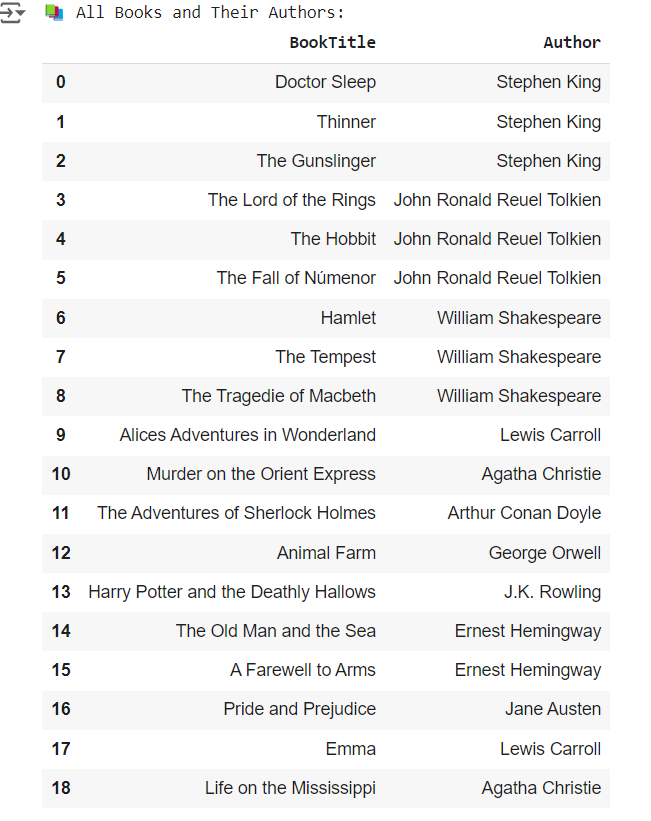 All Books and Their Authors:
BookTitle Author
0 Doctor Sleep Stephen King
1 Thinner Stephen King
2 The Gunslinger Stephen King
3 The Lord of the Rings John Ronald Reuel Tolkien
4 The Hobbit John Ronald Reuel Tolkien
5 The Fall of Númenor John Ronald Reuel Tolkien
6 Hamlet William Shakespeare
7 The Tempest William Shakespeare
8 The Tragedie of Macbeth William Shakespeare
9 Alices Adventures in Wonderland Lewis Carroll
10 Murder on the Orient Express Agatha Christie
11 The Adventures of Sherlock Holmes Arthur Conan Doyle
12 Animal Farm George Orwell
13 Harry Potter and the Deathly Hallows J.K. Rowling
14 The Old Man and the Sea Ernest Hemingway
15 A Farewell to Arms Ernest Hemingway
16 Pride and Prejudice Jane Austen
17 Emma Lewis Carroll
18 Life on the Mississippi Agatha Christie